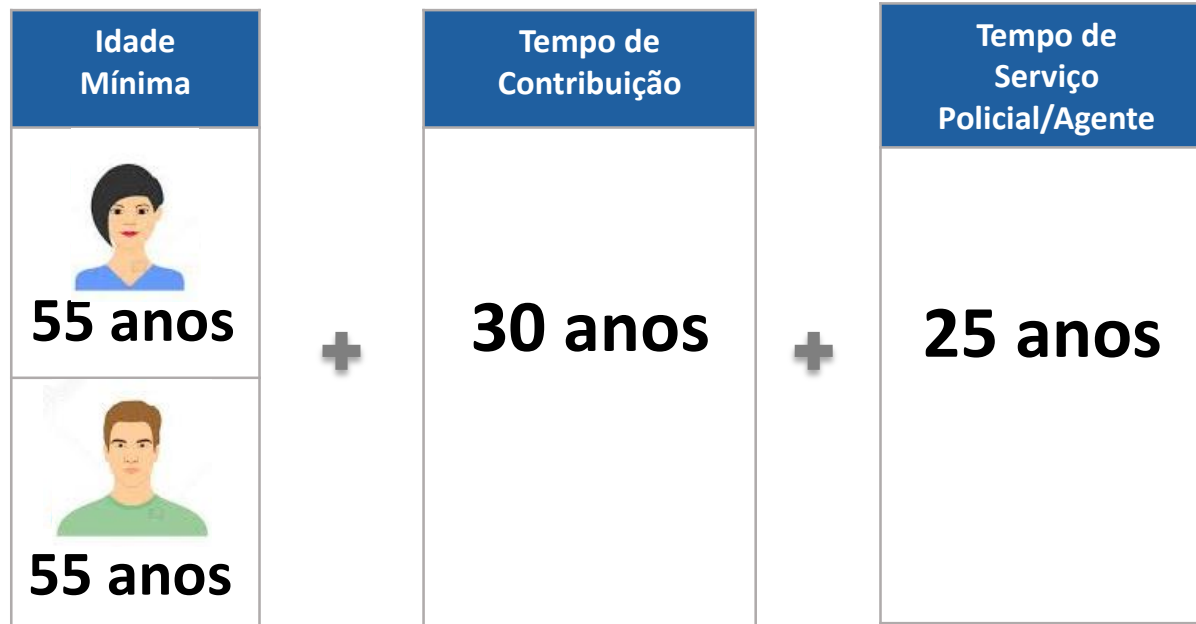 Idade
Mínima
55 anos
55 anos
Tempo de
Contribuição
30 anos
Tempo de
Serviço
Policial/Agente
25 anos